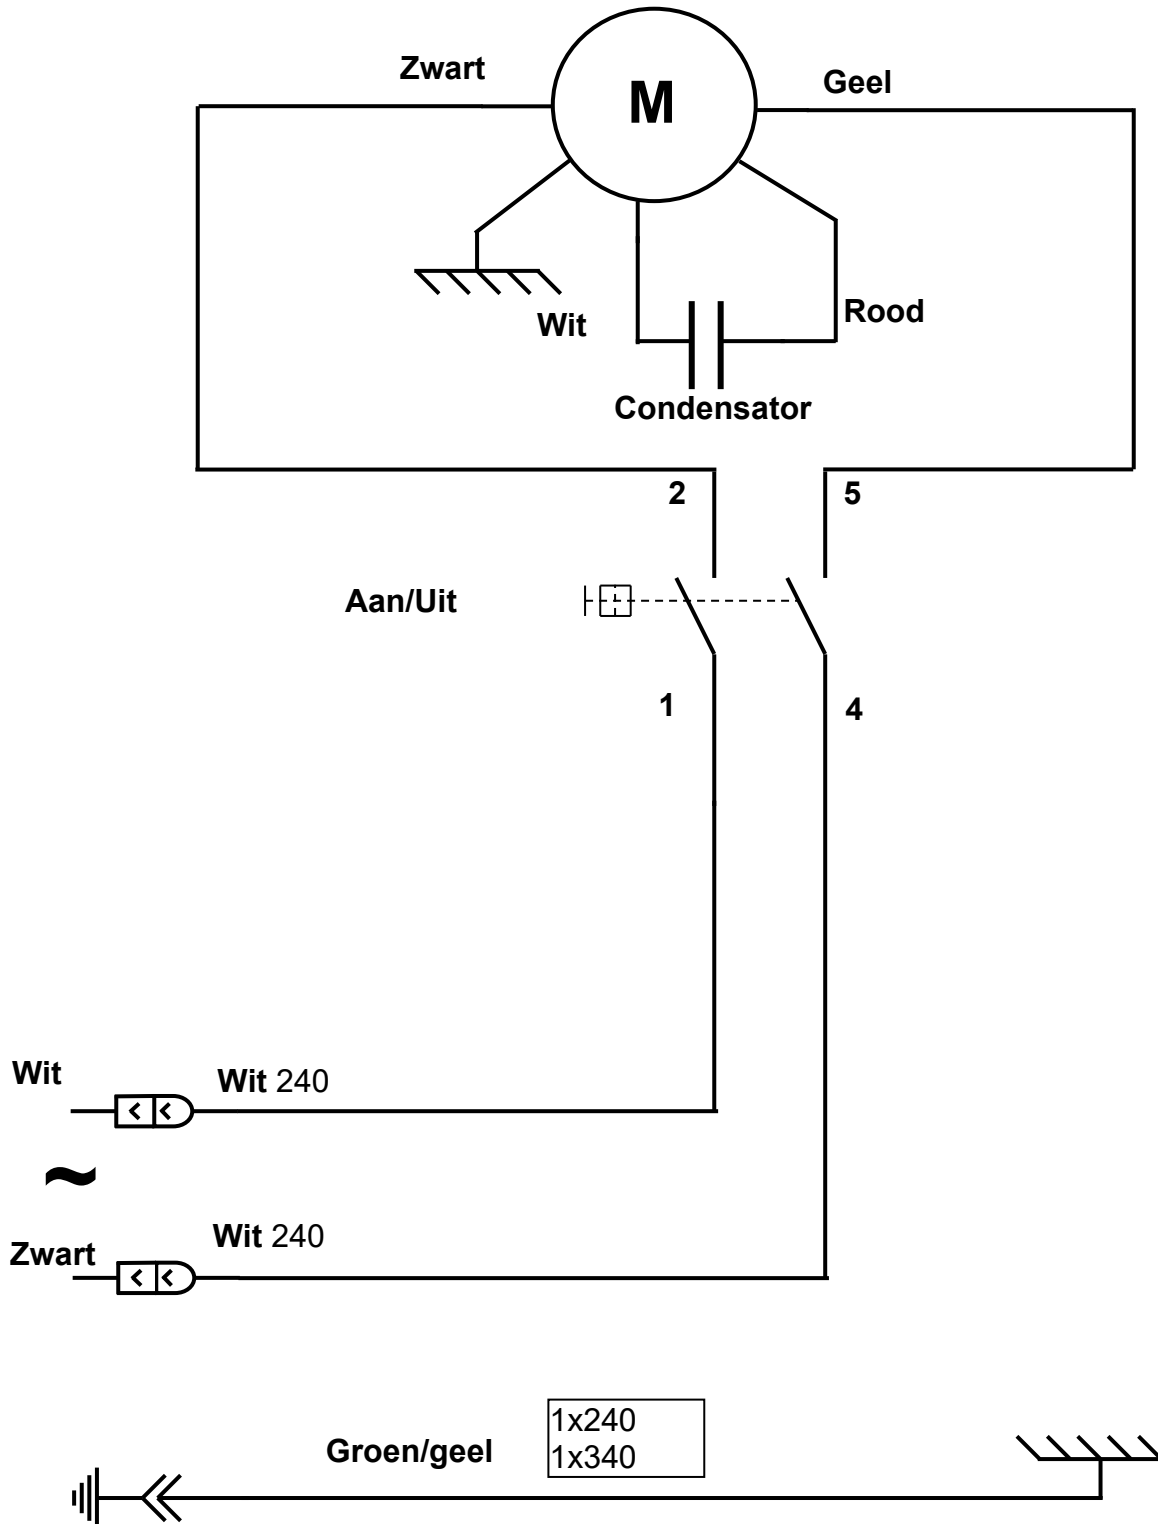 Zwart
Geel
M
Wit
Rood
Condensator
2
5
Aan/Uit
1
4
Wit
Wit 240
~
Zwart
Wit 240
Groen/geel
1x240
1x340